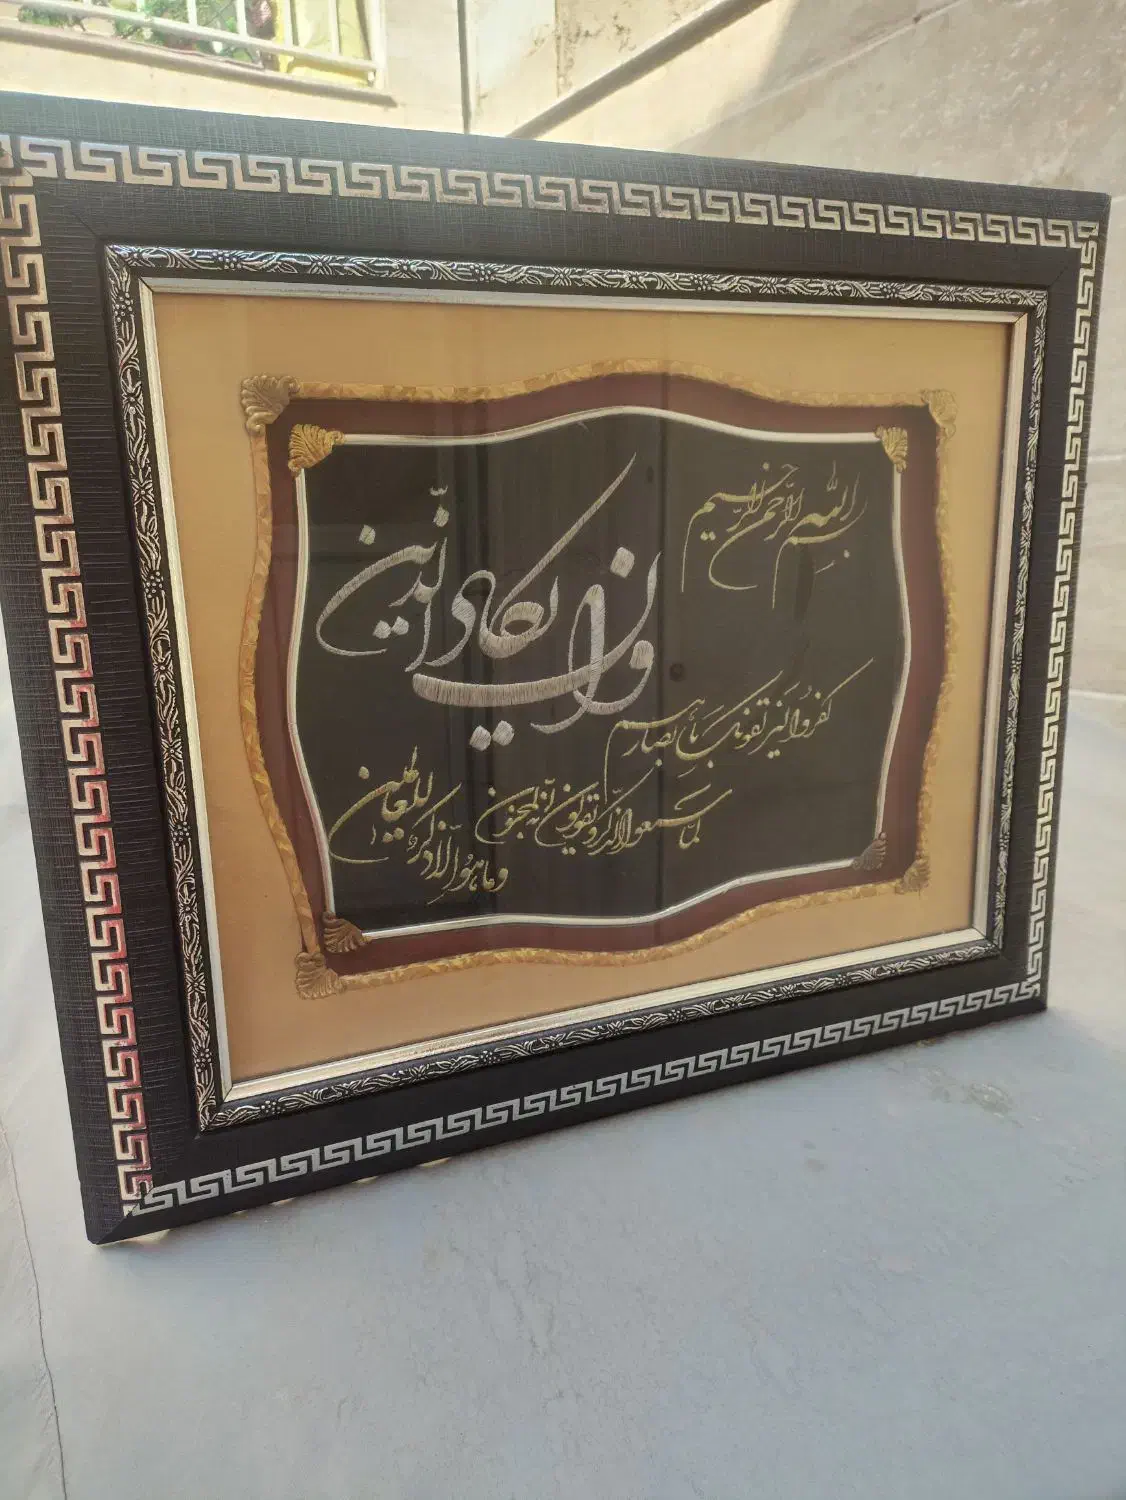 بسم الله الرحمن الرحیم
وان یکاد الذین
کفروا لیزلقونک بابصارهم
لما سمعوا الذکر و یقولون انه لمجنون
وما هو الا ذکر للعالمین